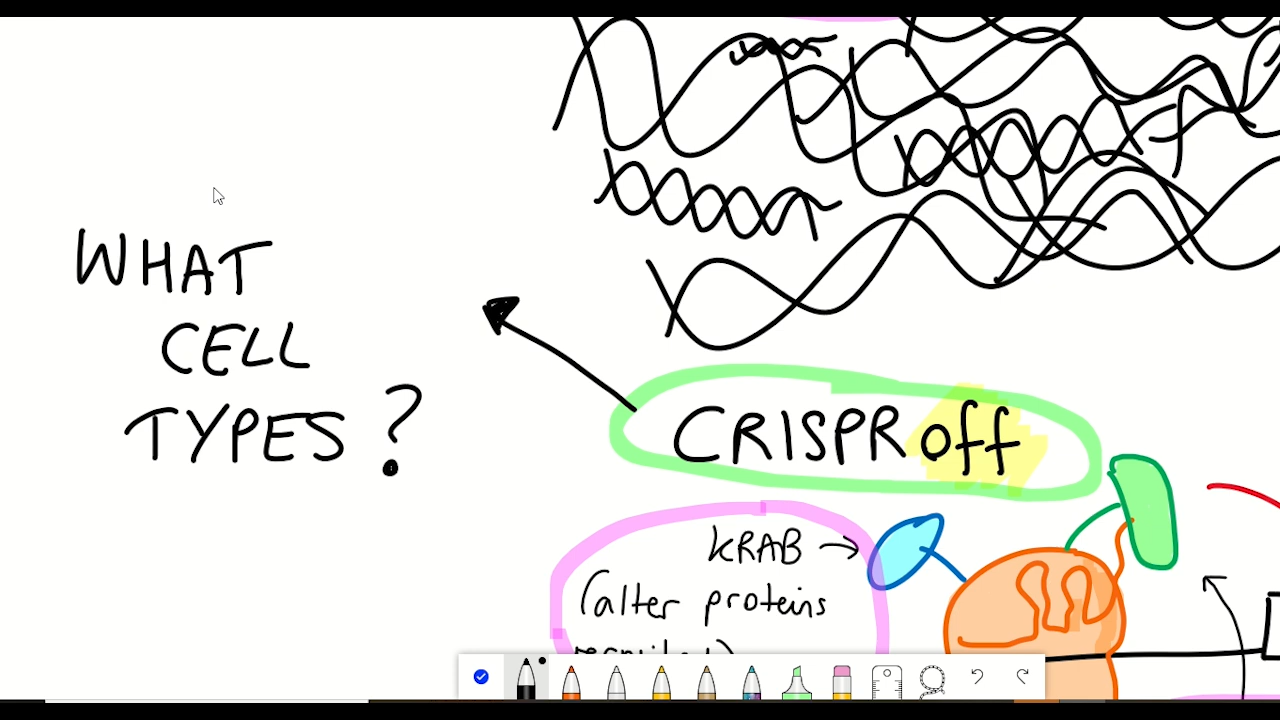 WHAT
CELL
TYPES?
CRISPRoff
KRAB
(alter proteins